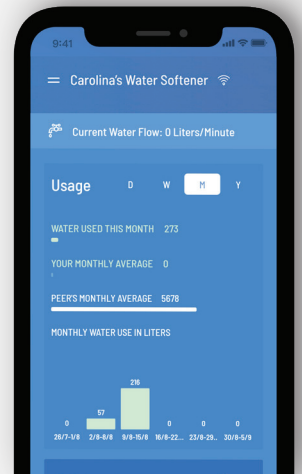 9:41
Carolina's Water Softener
Current Water Flow: 0 Liters/Minute
Usage D W M Y
WATER USED THIS MONTH 273
YOUR MONTHLY AVERAGE 0
PEER'S MONTHLY AVERAGE 5678
MONTHLY WATER USE IN LITERS
0 57 216 0 0 0
26/7-1/8 2/8-8/8 9/8-15/8 16/8-22... 23/8-29.. 30/8-5/9